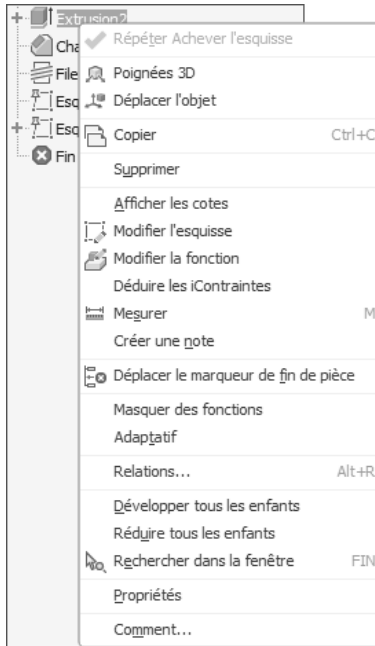 Extrusion2
Cha
File
Esq
Esq
Fin
Répéter Achever l'esquisse
Poignées 3D
Déplacer l'objet
Copier Ctrl+C
Supprimer
Afficher les cotes
Modifier l'esquisse
Modifier la fonction
Déduire les iContraintes
Mesurer M
Créer une note
Déplacer le marqueur de fin de pièce
Masquer des fonctions
Adaptatif
Relations... Alt+R
Développer tous les enfants
Réduire tous les enfants
Rechercher dans la fenêtre FIN
Propriétés
Comment...